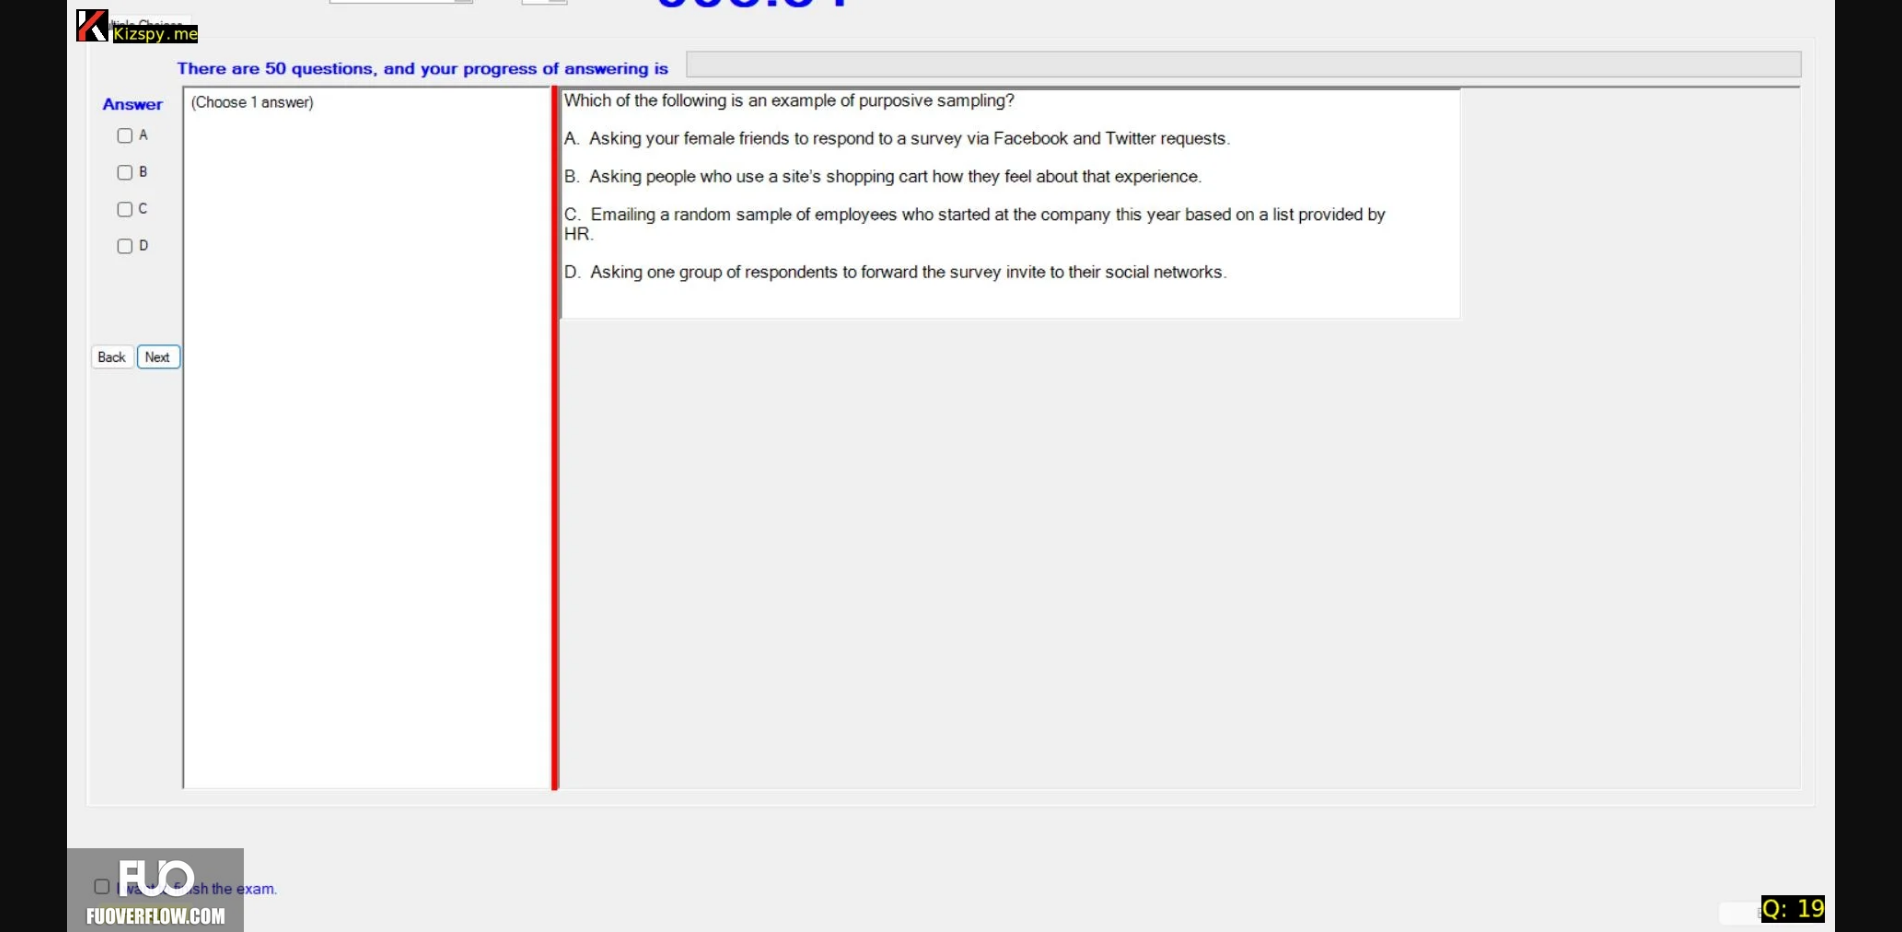 Kizspy.me
There are 50 questions, and your progress of answering is
Answer
(Choose 1 answer)
A
B
C
D
Back
Next
Which of the following is an example of purposive sampling?
A. Asking your female friends to respond to a survey via Facebook and Twitter requests.
B. Asking people who use a site's shopping cart how they feel about that experience.
C. Emailing a random sample of employees who started at the company this year based on a list provided by
HR.
D. Asking one group of respondents to forward the survey invite to their social networks.
FUO
the exam.
FUOVERFLOW.COM
Q: 19